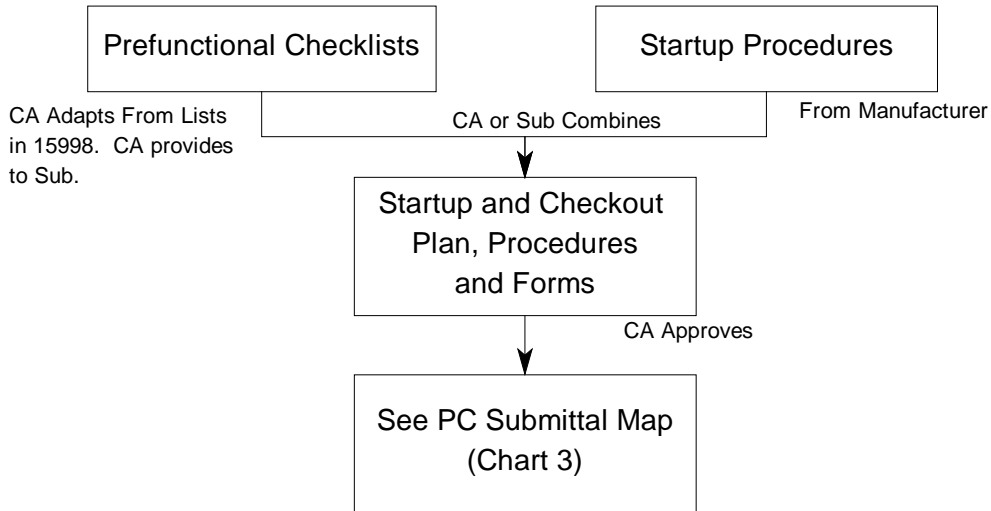 Prefunctional Checklists
Startup Procedures
CA Adapts From Lists
in 15998. CA provides
to Sub.
CA or Sub Combines
From Manufacturer
Startup and Checkout
Plan, Procedures
and Forms
CA Approves
See PC Submittal Map
(Chart 3)